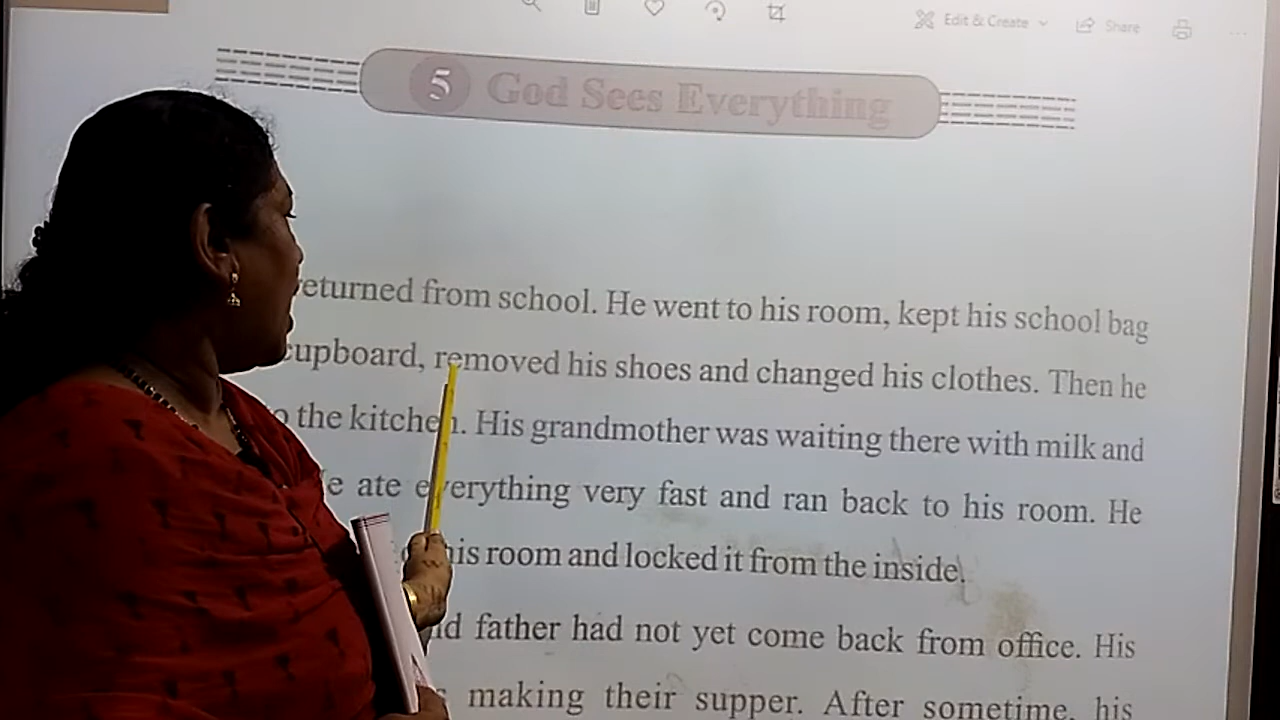 Edit & Create
Share
5 God Sees Everything
returned from school. He went to his room, kept his school bag
cupboard, removed his shoes and changed his clothes. Then he
the kitchen. His grandmother was waiting there with milk and
ate everything very fast and ran back to his room. He
his room and locked it from the inside.
father had not yet come back from office. His
making their supper. After sometime, his